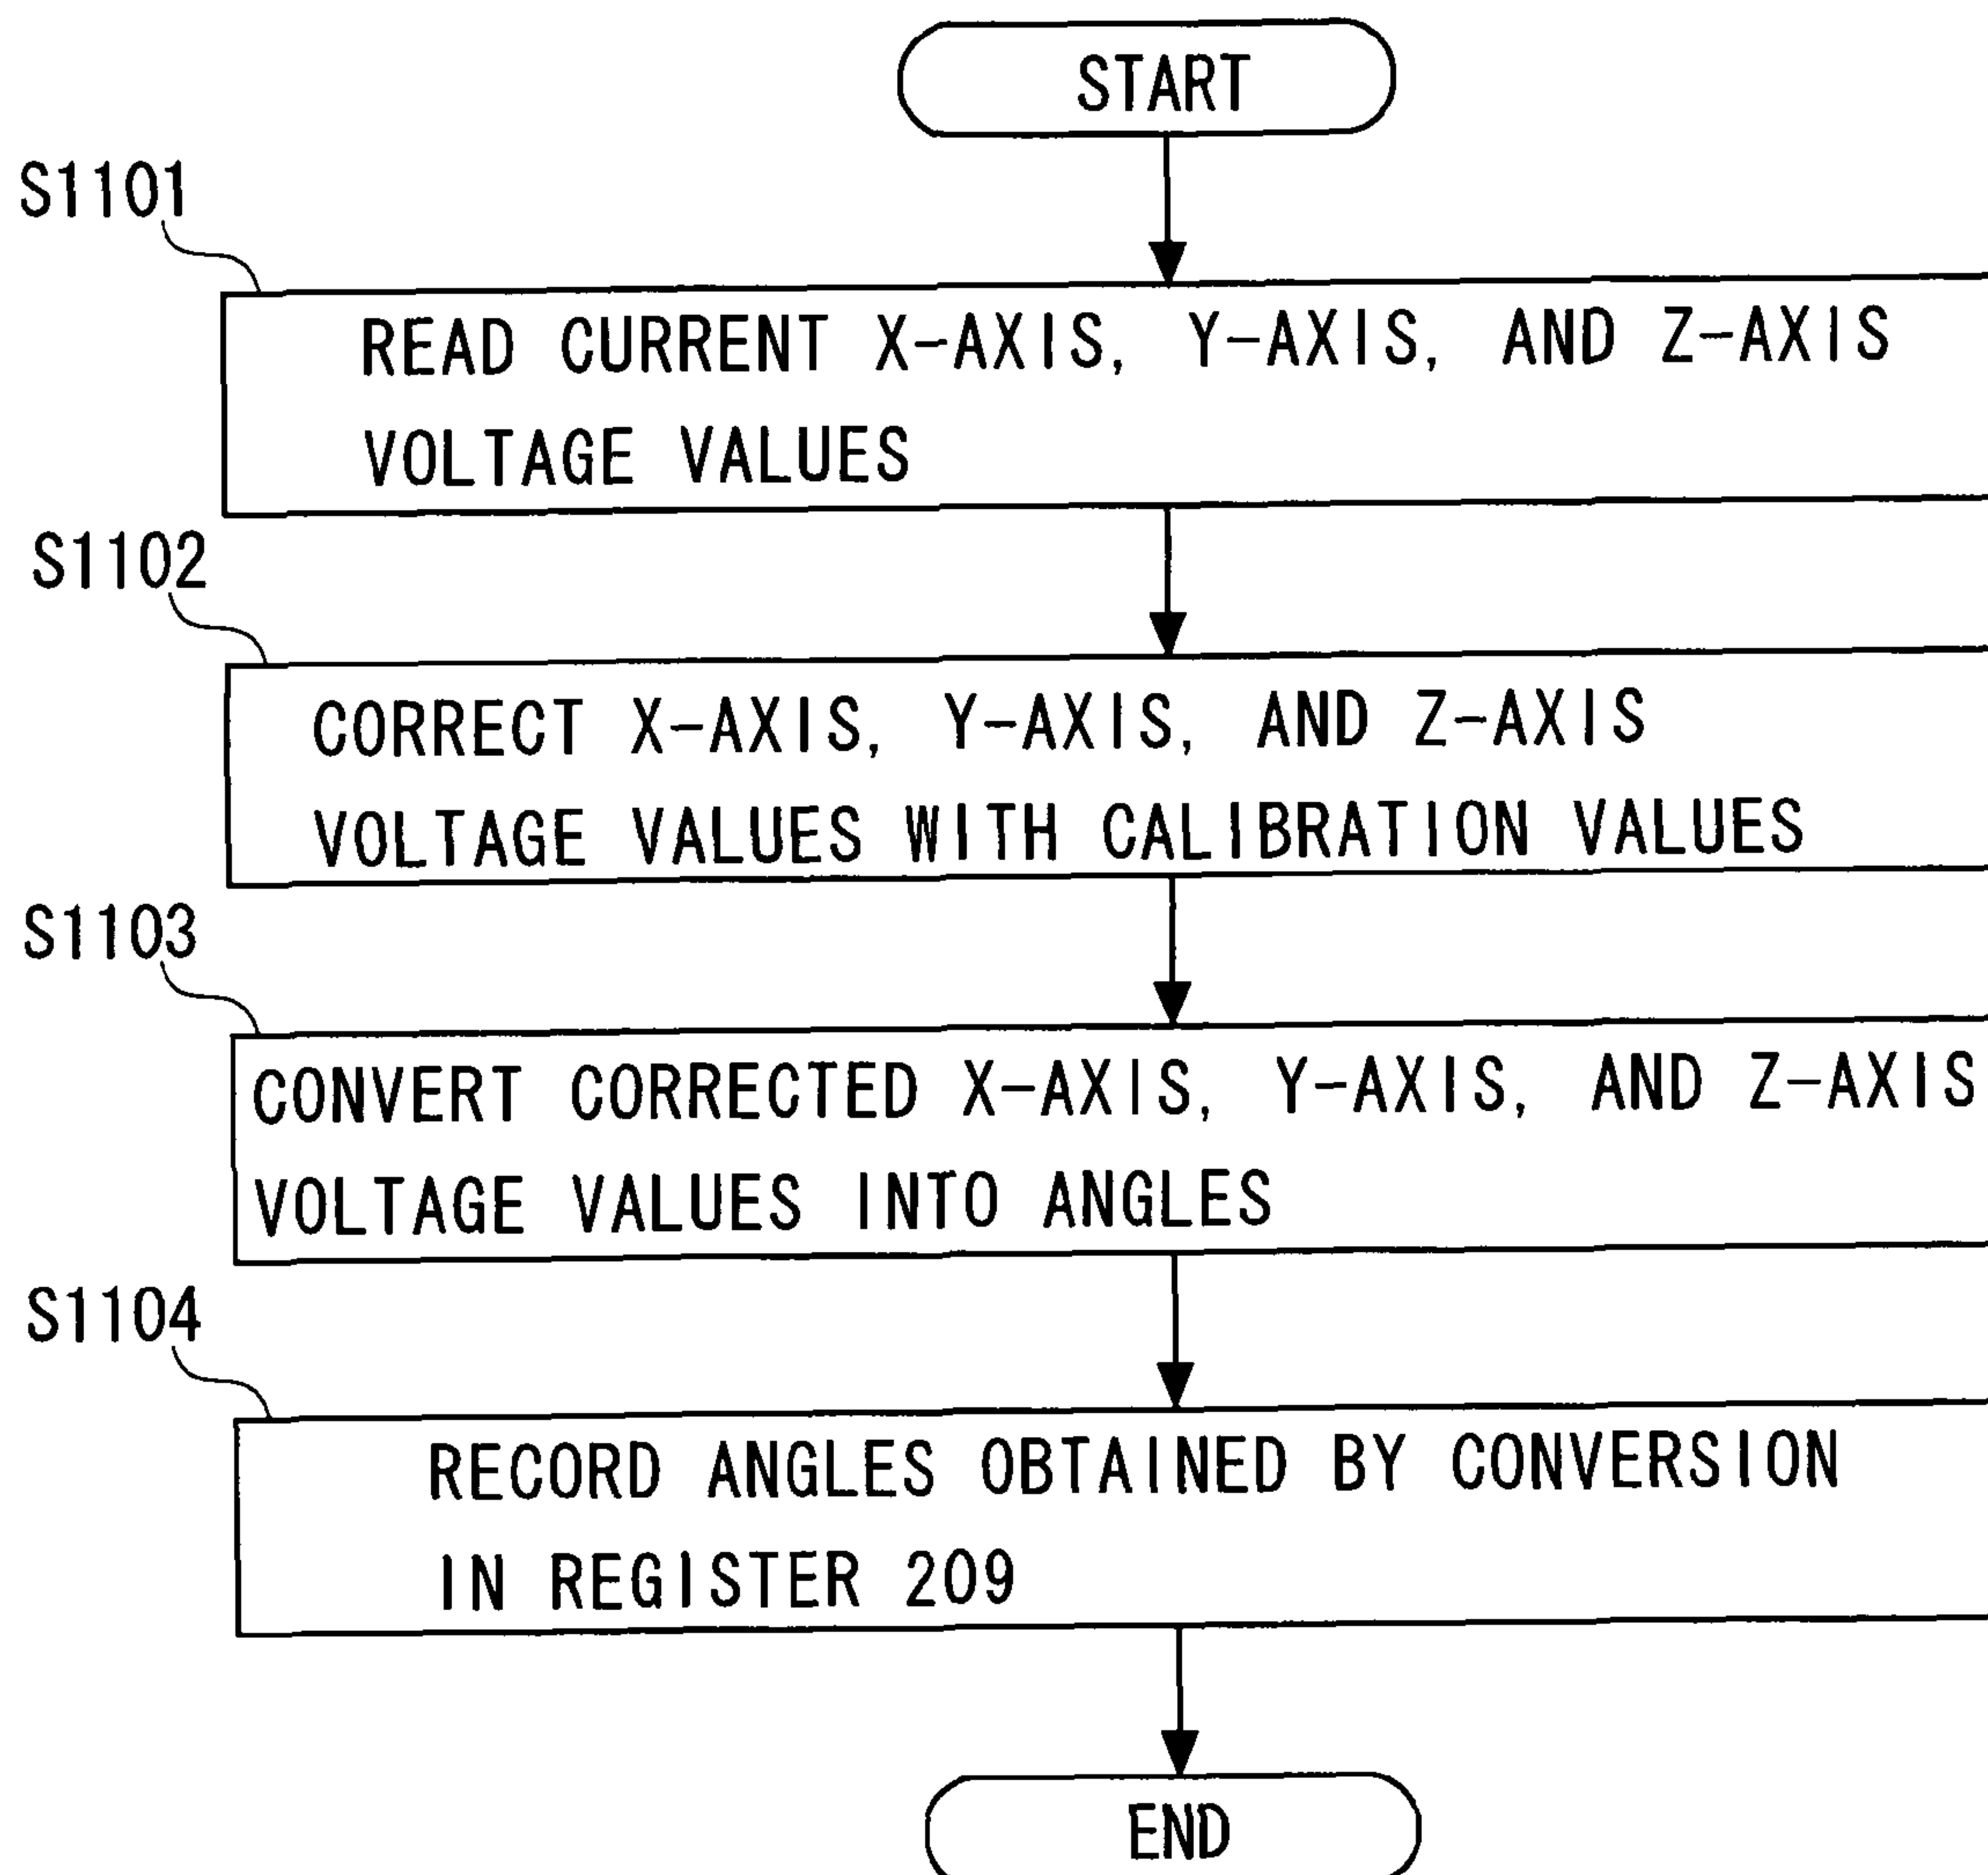 START
S1101
READ CURRENT X-AXIS, Y-AXIS, AND Z-AXIS
VOLTAGE VALUES
S1102
CORRECT X-AXIS, Y-AXIS, AND Z-AXIS
VOLTAGE VALUES WITH CALIBRATION VALUES
S1103
CONVERT CORRECTED X-AXIS, Y-AXIS, AND Z-AXIS
VOLTAGE VALUES INTO ANGLES
S1104
RECORD ANGLES OBTAINED BY CONVERSION
IN REGISTER 209
END